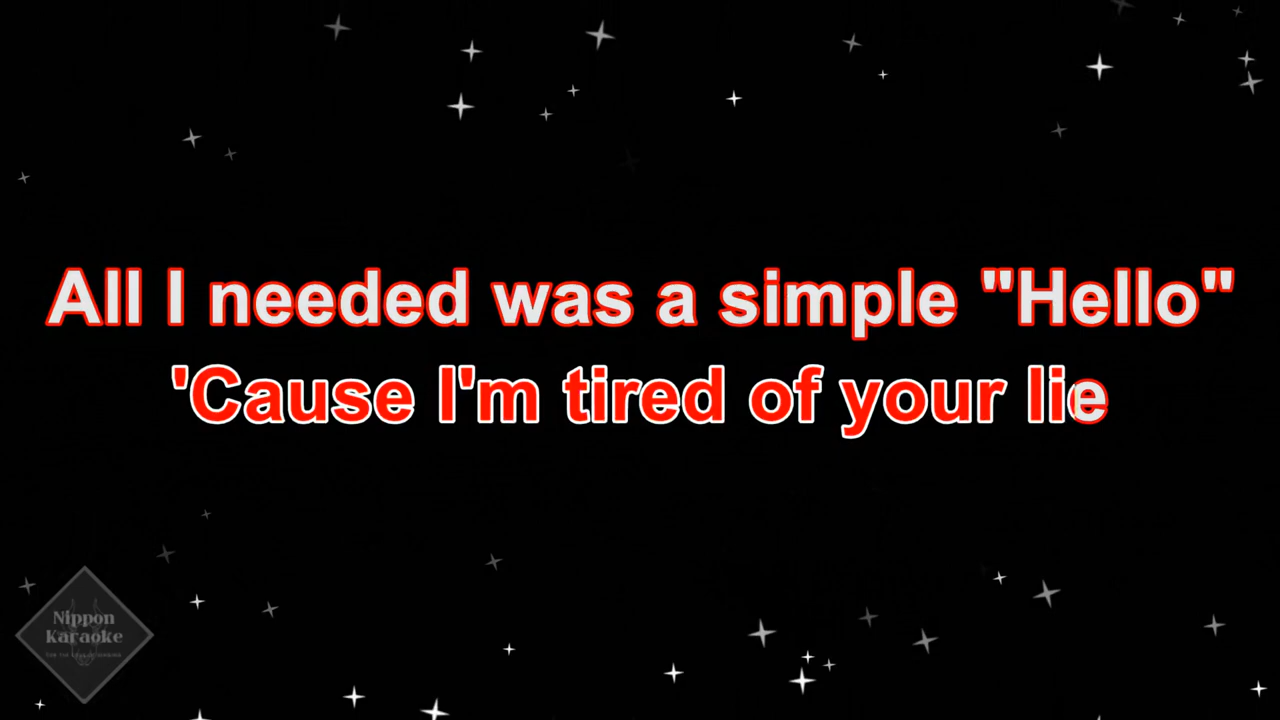 All I needed was a simple "Hello"
'Cause I'm tired of your lie
Nippon
Karaoke